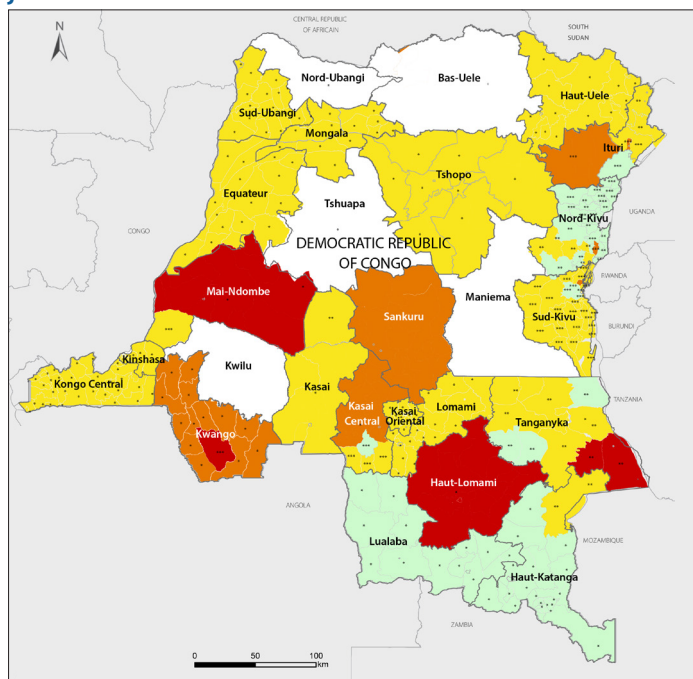 N
CENTRAL REPUBLIC
OF AFRICAIN
SOUTH
SUDAN
Nord-Ubangi
Bas-Uele
Haut-Uele
Sud-Ubangi
Mongala
Ituri
Tshopo
Equateur
Tshuapa
Nord-Kivu
UGANDA
CONGO
DEMOCRATIC REPUBLIC
OF CONGO
Mai-Ndombe
Sankuru
Maniema
RWANDA
Sud-Kivu
BURUNDI
Kinshasa
Kwilu
Kongo Central
Kasai
Kasai
Central
Kasai
Oriental
Lomami
Tanganyika
TANZANIA
Kwango
Haut-Lomami
ANGOLA
Lualaba
MOZAMBIQUE
Haut-Katanga
ZAMBIA
0 50 100
km